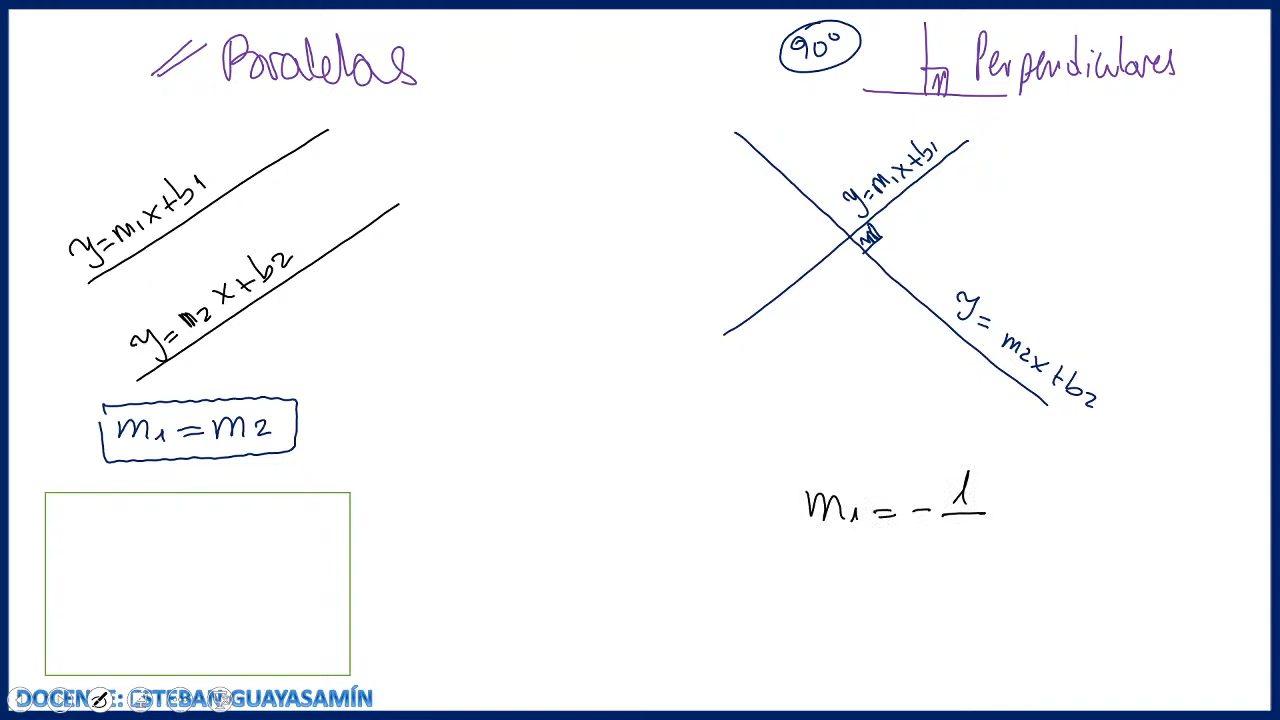 // Paralelas
90° Perpendiculares
y=m1x+b1
y=m2x+b2
m1=m2
y=m1x+b1
y=m2x+b2
m1=-1
DOCENTE: ESTEBAN GUAYASAMÍN